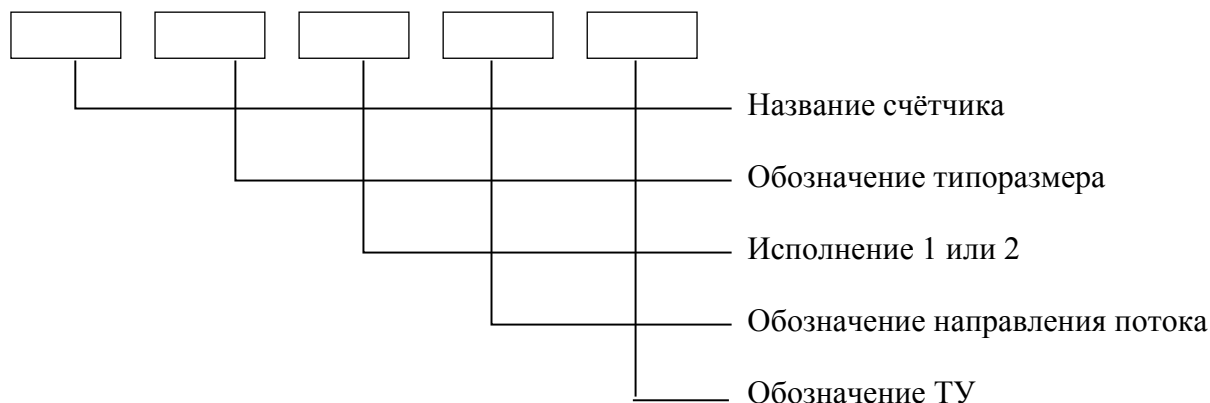 Название счётчика
Обозначение типоразмера
Исполнение 1 или 2
Обозначение направления потока
Обозначение ТУ